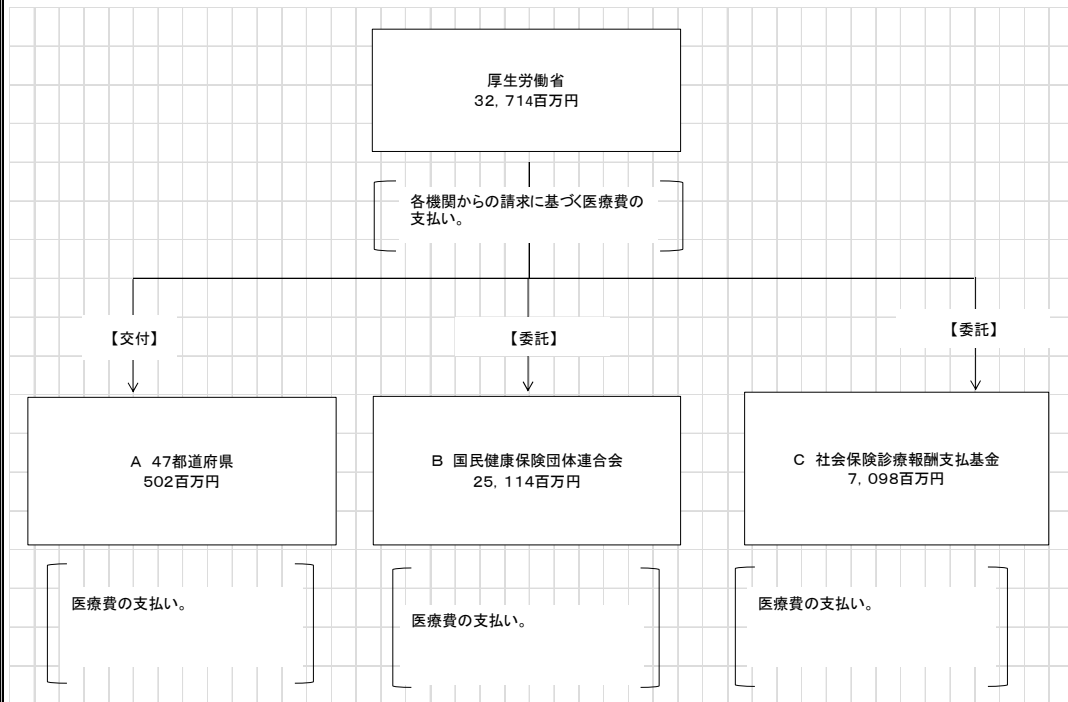 厚生労働省
32, 714百万円
各機関からの請求に基づく医療費の
支払い。
【交付】
【委託】
【委託】
A 47都道府県
502百万円
B 国民健康保険団体連合会
25, 114百万円
C 社会保険診療報酬支払基金
7, 098百万円
医療費の支払い。
医療費の支払い。
医療費の支払い。